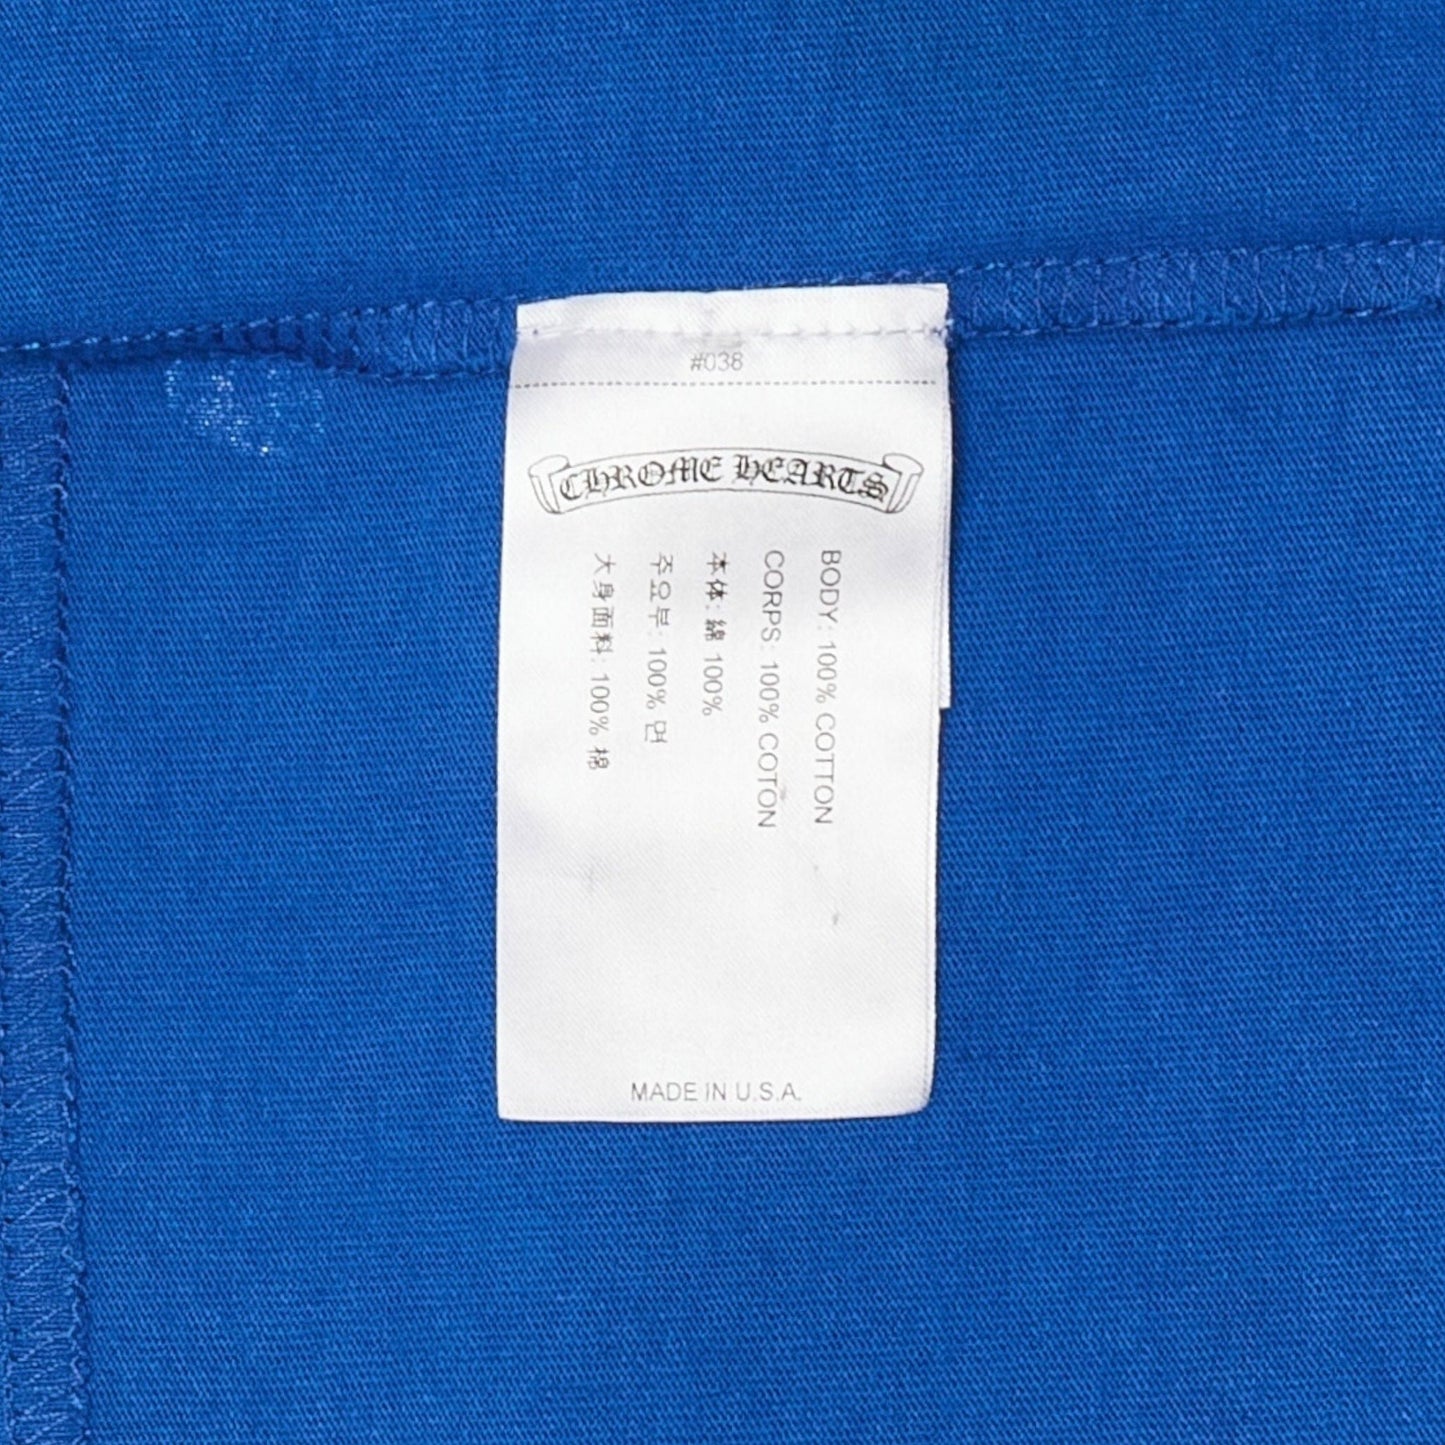 #038
CHROME HEARTS
BODY: 100% COTTON
CORPS: 100% COTON
本体: 綿 100%
주요부: 100% 면
大身面料: 100% 棉
MADE IN U.S.A.